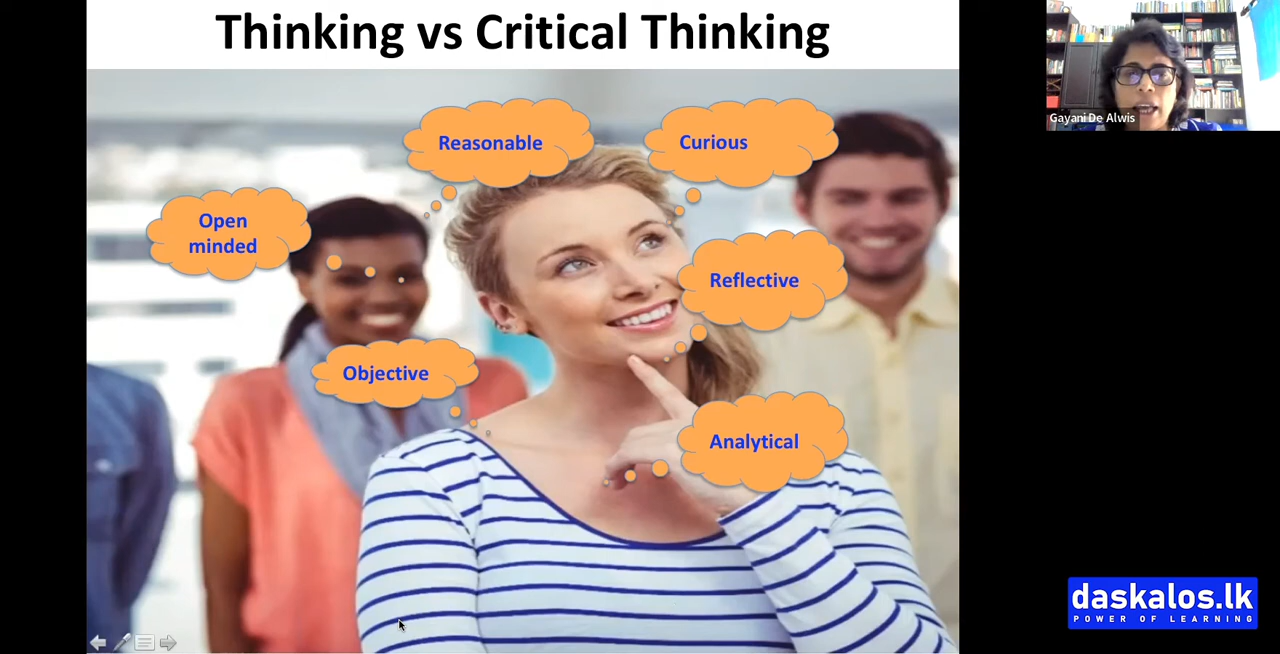 Thinking vs Critical Thinking
Reasonable
Curious
Open
minded
Reflective
Objective
Analytical
Gayani De Alwis
daskalos.lk
POWER OF LEARNING